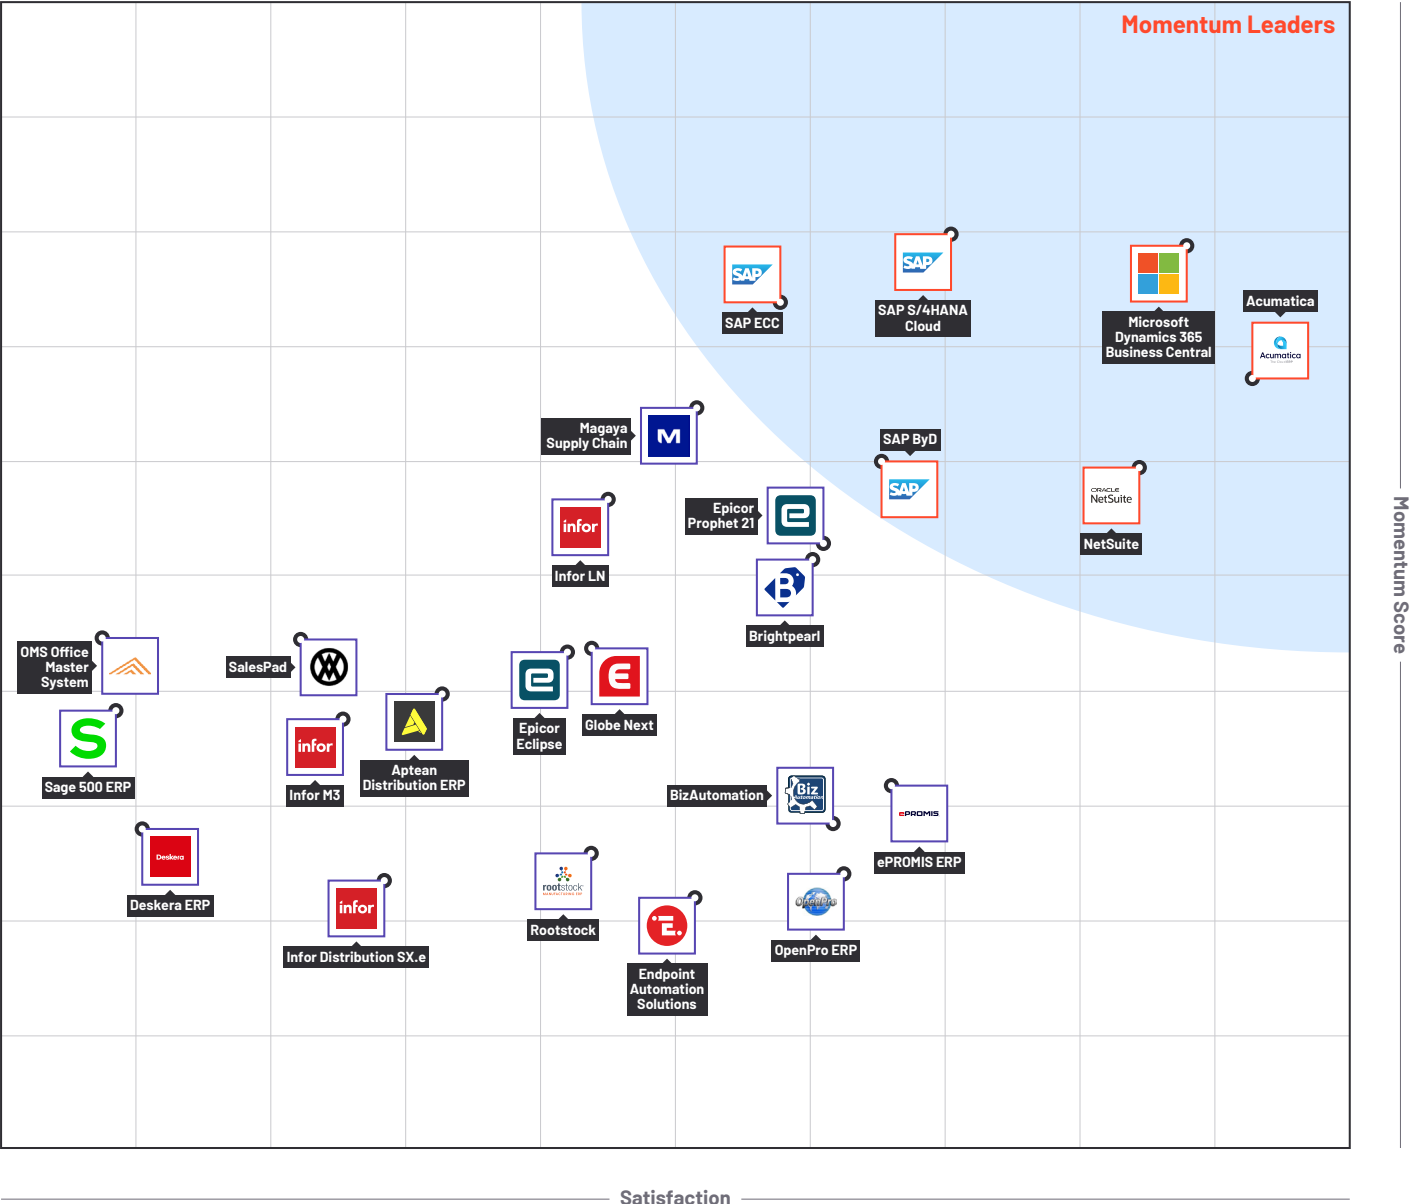 Momentum Leaders
SAP
SAP ECC
SAP
SAP S/4HANA
Cloud
Microsoft
Dynamics 365
Business Central
Acumatica
Acumatica
Magaya
Supply Chain
M
SAP ByD
SAP
ORACLE
NetSuite
NetSuite
Epicor
Prophet 21
e
infor
Infor LN
B
Brightpearl
OMS Office
Master
System
SalesPad
e
Epicor
Eclipse
E
Globe Next
S
Sage 500 ERP
infor
Infor M3
Aptean
Distribution ERP
BizAutomation
Biz
Automation
ePROMIS
ePROMIS ERP
Deskera
Deskera ERP
infor
Infor Distribution SX.e
rootstock
MANUFACTURING ERP
Rootstock
E.
Endpoint
Automation
Solutions
OpenPro
OpenPro ERP
Momentum Score
Satisfaction